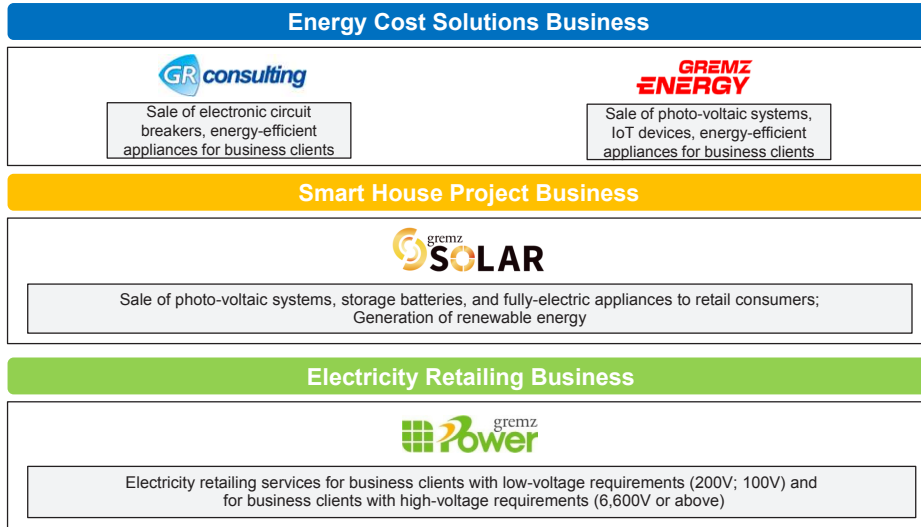 Energy Cost Solutions Business
GR consulting
GREMZ
ENERGY
Sale of electronic circuit
breakers, energy-efficient
appliances for business clients
Sale of photo-voltaic systems,
IoT devices, energy-efficient
appliances for business clients
Smart House Project Business
gremz
SOLAR
Sale of photo-voltaic systems, storage batteries, and fully-electric appliances to retail consumers;
Generation of renewable energy
Electricity Retailing Business
gremz
Power
Electricity retailing services for business clients with low-voltage requirements (200V; 100V) and
for business clients with high-voltage requirements (6,600V or above)